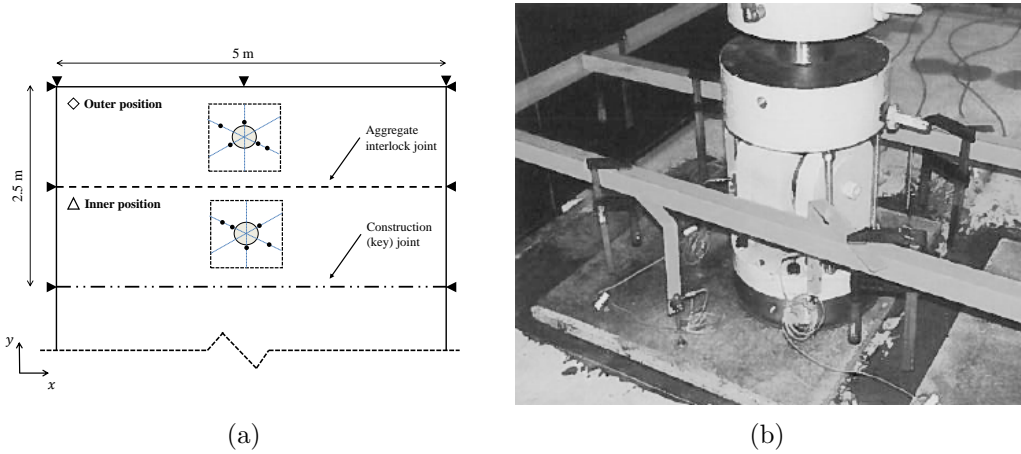 5 m
Outer position
Aggregate
interlock joint
2.5 m
Inner position
Construction
(key) joint
y
x
(a)
(b)